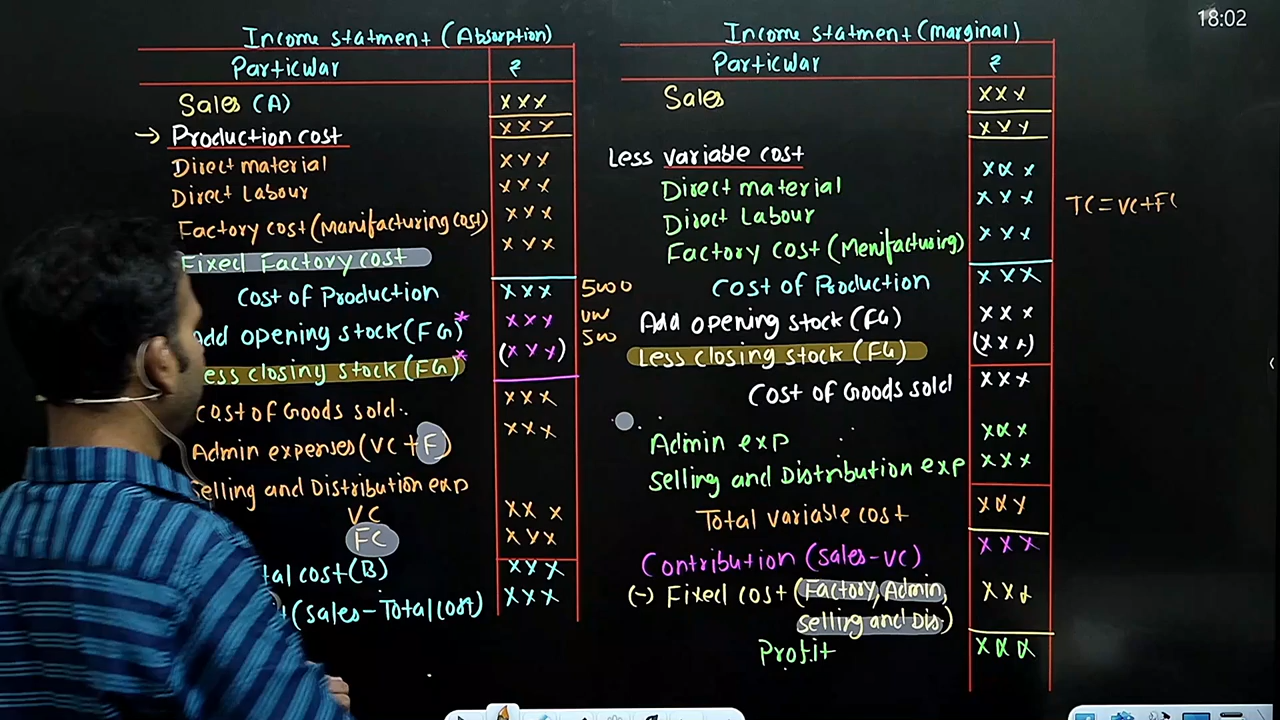 18:02
Income statment (Absorption)
Particular ₹
Sales (A) xxx
xxx
→ Production cost
Direct material xxx
Direct Labour xxx
Factory cost (Manifacturing cost) xxx
Fixed Factory cost xxx
Cost of Production xxx 5000
Add opening stock (FG)* xxx
Less closing stock (FG)* (xxx) 500
Cost of Goods sold xxx
Admin expenses (VC + F) xxx
Selling and Distribution exp
VC xxx
FC xxx
tal cost (B) xxx
(Sales - Total cost) xxx
Income statment (marginal)
Particular ₹
Sales xxx
xxx
Less variable cost
Direct material xxx
Direct Labour xxx
Factory cost (Menifacturing) xxx
Cost of Production xxx
Add opening stock (FG) xxx
Less closing stock (FG) (xxx)
Cost of Goods sold xxx
Admin exp xxx
Selling and Distribution exp xxx
Total variable cost xxx
Contribution (Sales-VC) xxx
(-) Fixed cost (Factory, Admin, xxx
selling and Dis.)
Profit xxx
TC = VC + FC